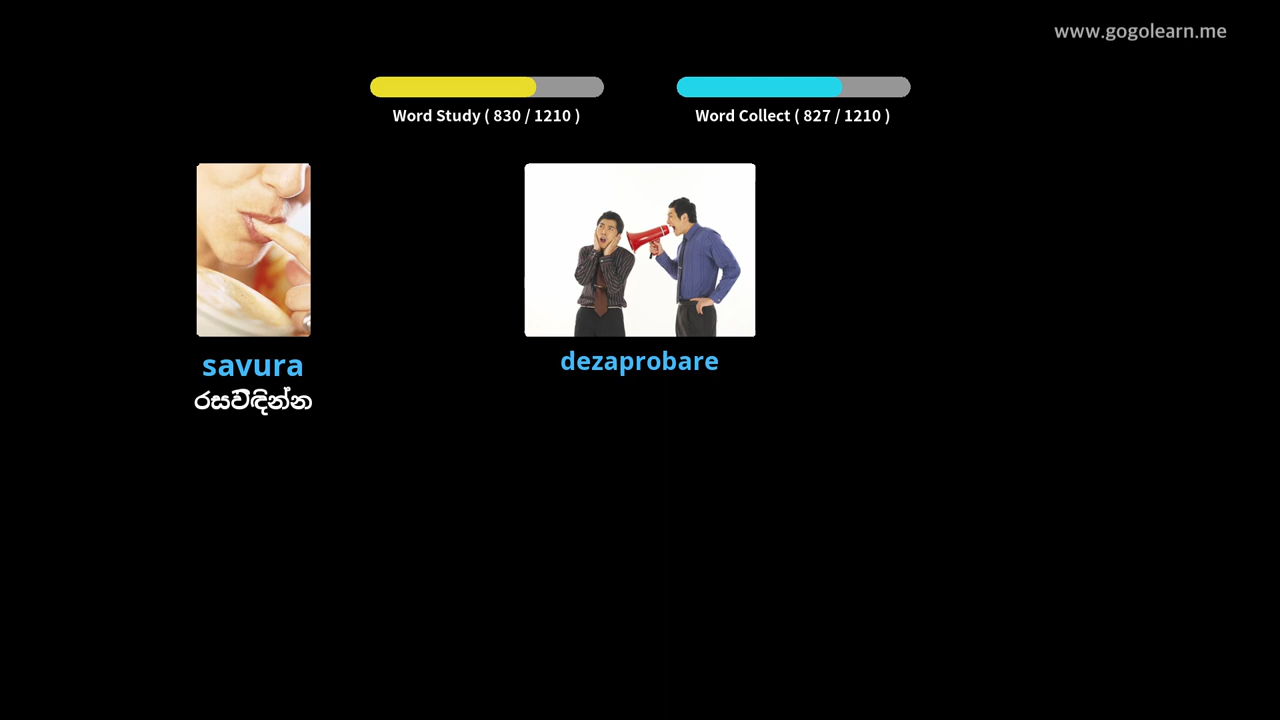 www.gogolearn.me
Word Study ( 830 / 1210 )
Word Collect ( 827 / 1210 )
savura
රසවිඳින්න
dezaprobare